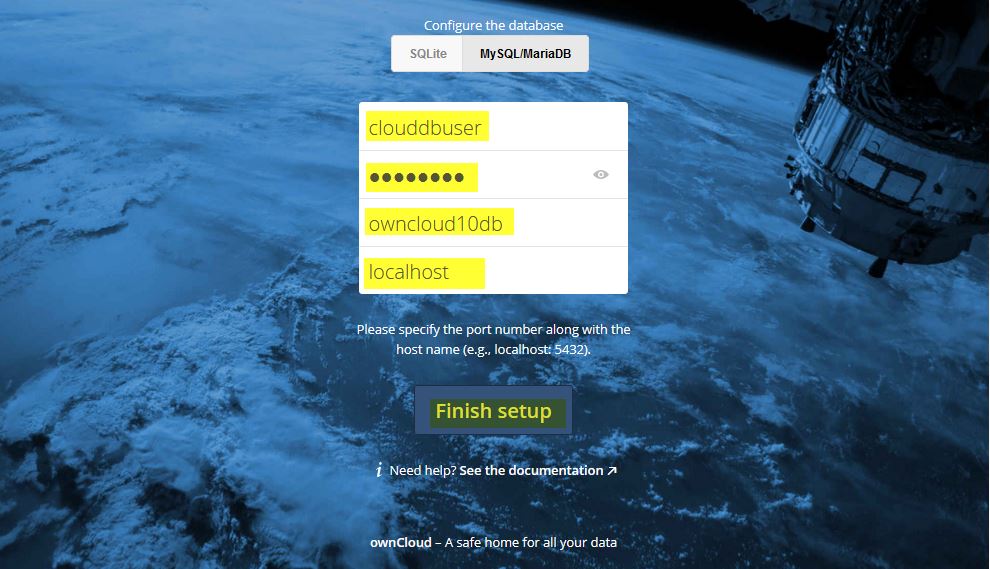 Configure the database
SQLite MySQL/MariaDB
clouddbuser
●●●●●●●●
owncloud10db
localhost
Please specify the port number along with the
host name (e.g., localhost: 5432).
Finish setup
i Need help? See the documentation ↗
ownCloud – A safe home for all your data